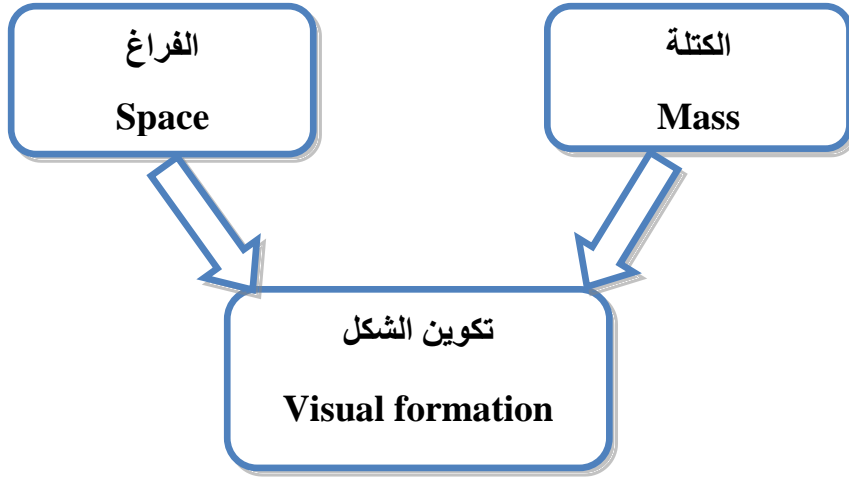 الفراغ
Space
الكتلة
Mass
تكوين الشكل
Visual formation